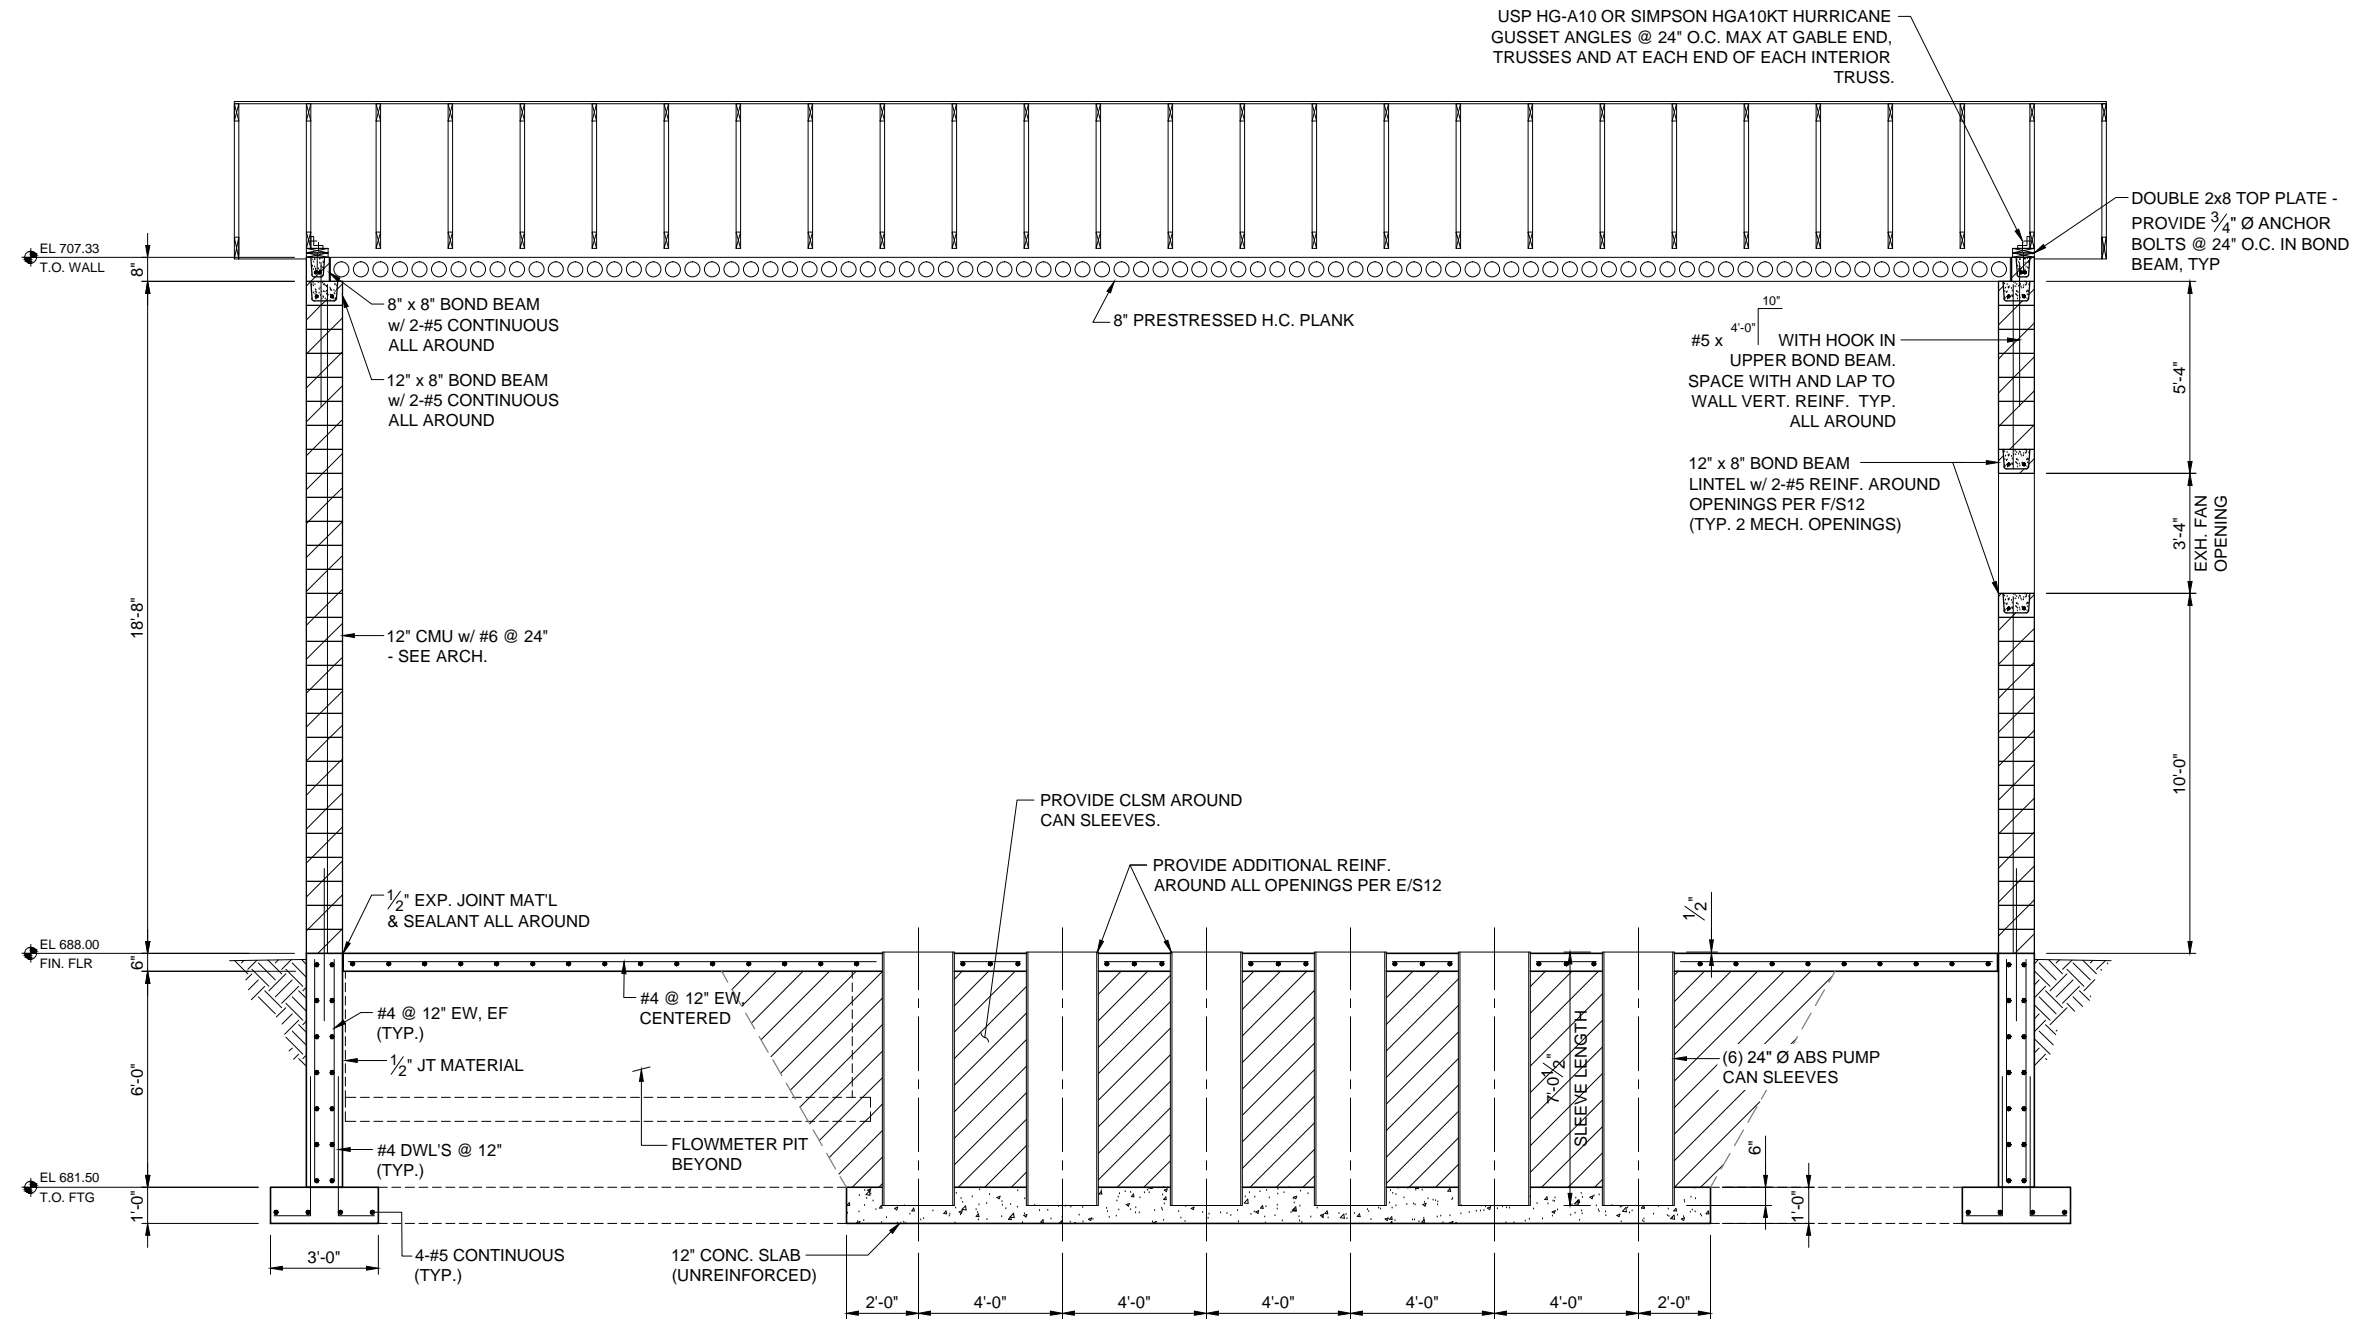 USP HG-A10 OR SIMPSON HGA10KT HURRICANE
GUSSET ANGLES @ 24" O.C. MAX AT GABLE END,
TRUSSES AND AT EACH END OF EACH INTERIOR
TRUSS.
DOUBLE 2x8 TOP PLATE -
PROVIDE 3/4" Ø ANCHOR
BOLTS @ 24" O.C. IN BOND
BEAM, TYP
EL 707.33
T.O. WALL
8"
8" x 8" BOND BEAM
w/ 2-#5 CONTINUOUS
ALL AROUND
12" x 8" BOND BEAM
w/ 2-#5 CONTINUOUS
ALL AROUND
8" PRESTRESSED H.C. PLANK
10"
4'-0"
#5 x WITH HOOK IN
UPPER BOND BEAM.
SPACE WITH AND LAP TO
WALL VERT. REINF. TYP.
ALL AROUND
5'-4"
12" x 8" BOND BEAM
LINTEL w/ 2-#5 REINF. AROUND
OPENINGS PER F/S12
(TYP. 2 MECH. OPENINGS)
3'-4"
EXH. FAN
OPENING
18'-8"
12" CMU w/ #6 @ 24"
- SEE ARCH.
10'-0"
PROVIDE CLSM AROUND
CAN SLEEVES.
PROVIDE ADDITIONAL REINF.
AROUND ALL OPENINGS PER E/S12
1/2" EXP. JOINT MAT'L
& SEALANT ALL AROUND
1/2"
EL 688.00
FIN. FLR
6"
#4 @ 12" EW,
CENTERED
#4 @ 12" EW, EF
(TYP.)
1/2" JT MATERIAL
6'-0"
7'-0 1/2"
SLEEVE LENGTH
(6) 24" Ø ABS PUMP
CAN SLEEVES
FLOWMETER PIT
BEYOND
#4 DWL'S @ 12"
(TYP.)
6"
EL 681.50
T.O. FTG
1'-0"
1'-0"
3'-0"
4-#5 CONTINUOUS
(TYP.)
12" CONC. SLAB
(UNREINFORCED)
2'-0" 4'-0" 4'-0" 4'-0" 4'-0" 4'-0" 2'-0"